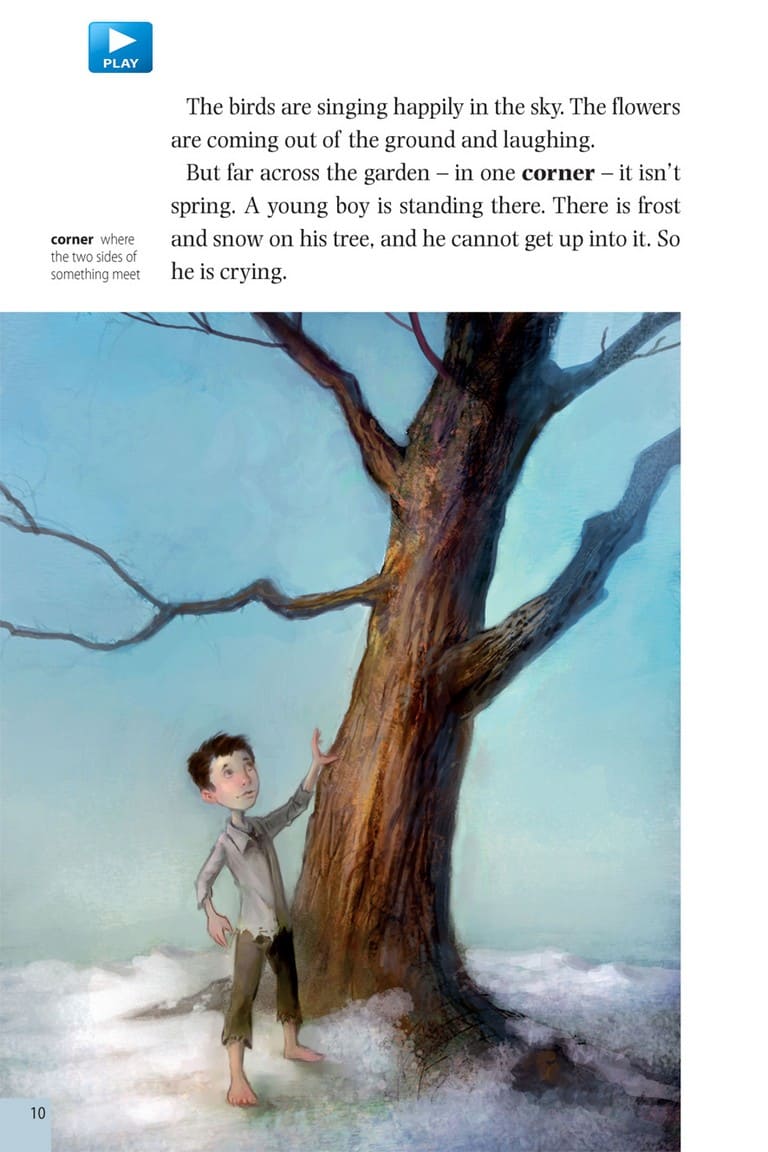 PLAY
The birds are singing happily in the sky. The flowers
are coming out of the ground and laughing.
But far across the garden – in one corner – it isn't
spring. A young boy is standing there. There is frost
and snow on his tree, and he cannot get up into it. So
he is crying.
corner where
the two sides of
something meet
10